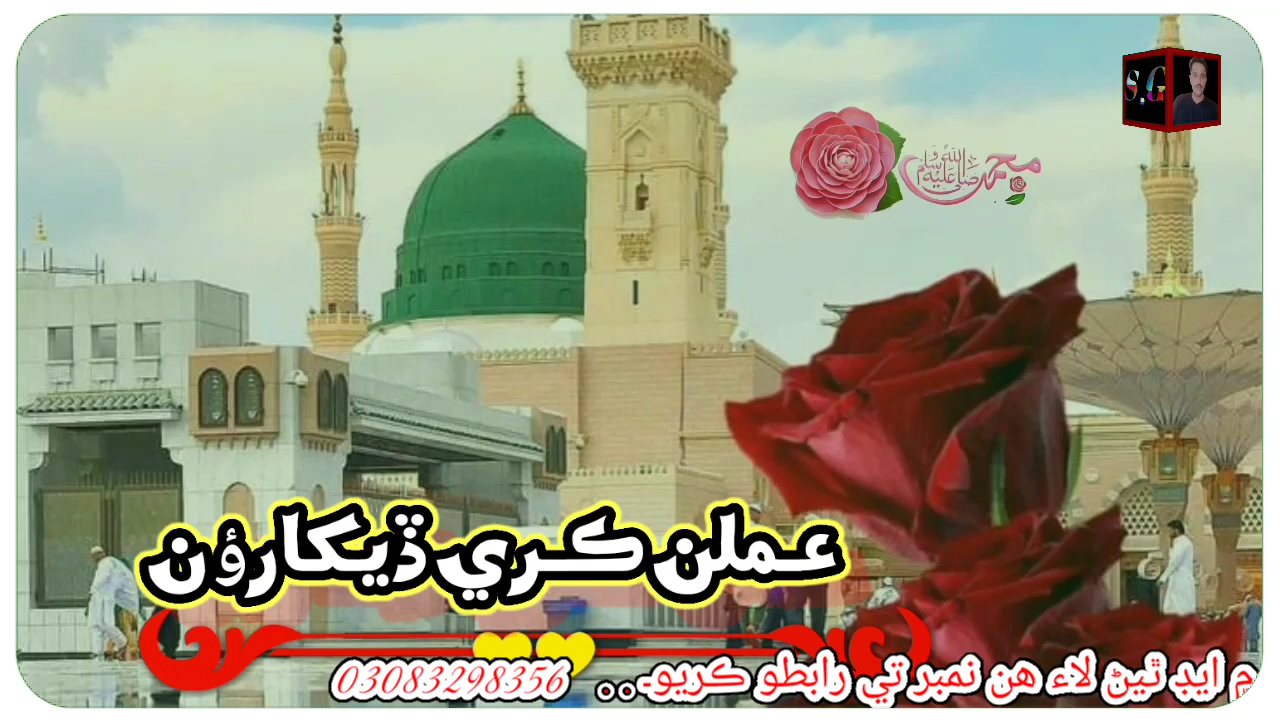 S.G
محمد صلى الله عليه وسلم
عملن ڪري ڏيکارؤن
م ايڊ ٿيڻ لاءِ هن نمبر تي رابطو ڪريو۔..
03083298356